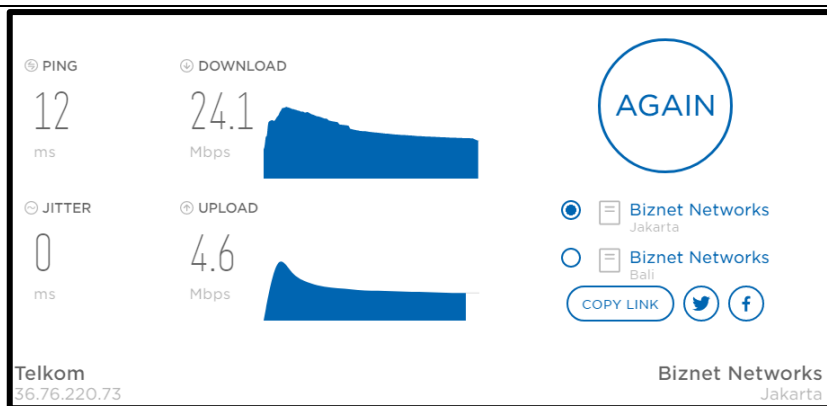 PING
12
ms
DOWNLOAD
24.1
Mbps
AGAIN
JITTER
0
ms
UPLOAD
4.6
Mbps
Biznet Networks
Jakarta
Biznet Networks
Bali
COPY LINK
Telkom
36.76.220.73
Biznet Networks
Jakarta